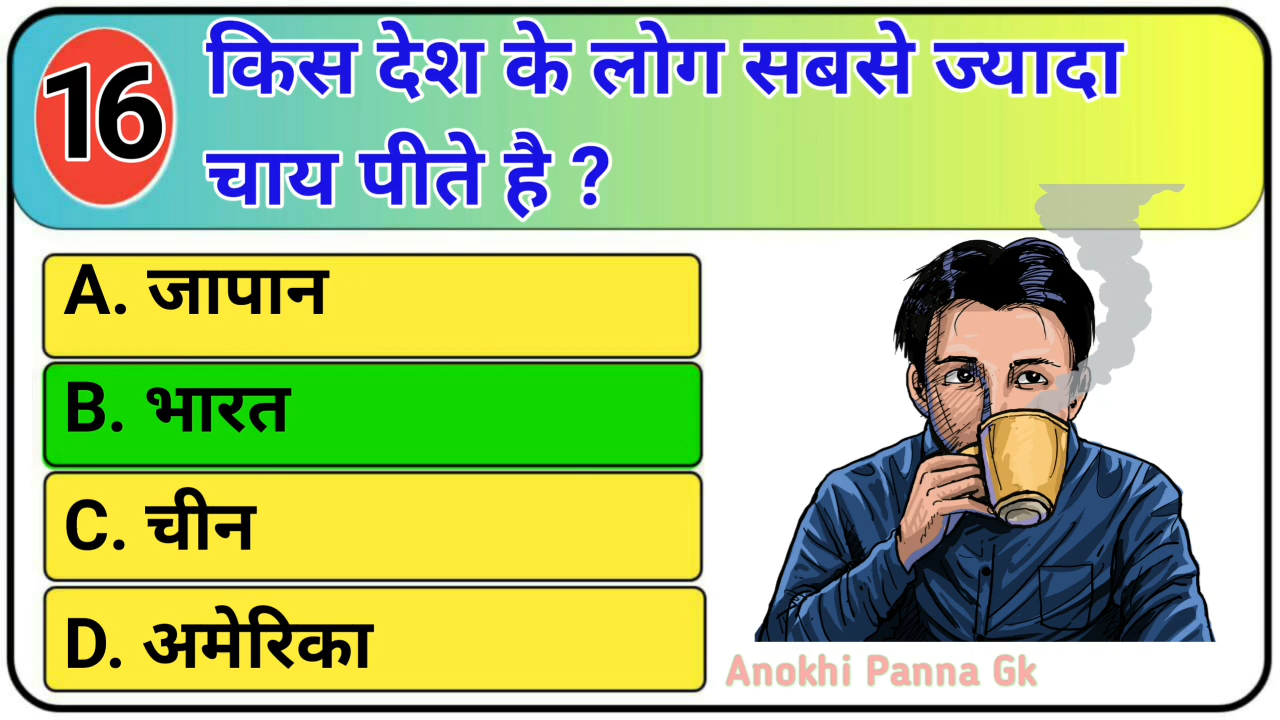 16
किस देश के लोग सबसे ज्यादा
चाय पीते है ?
A. जापान
B. भारत
C. चीन
D. अमेरिका
Anokhi Panna Gk